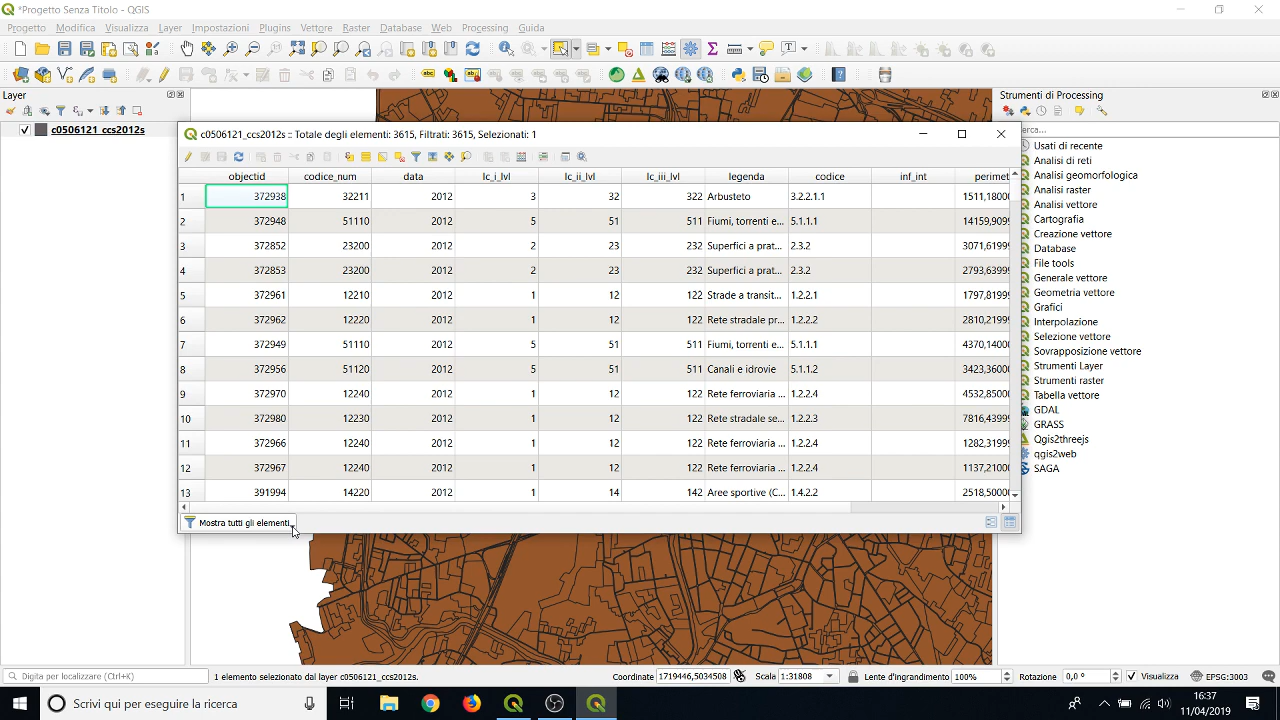 *Progetto Senza Titolo - QGIS
Progetto Modifica Visualizza Layer Impostazioni Plugins Vettore Raster Database Web Processing Guida
Layer
c0506121_ccs2012s
c0506121_ccs2012s :: Totale degli elementi: 3615, Filtrati: 3615, Selezionati: 1
objectid codice_num data lc_i_lvl lc_ii_lvl lc_iii_lvl legenda codice inf_int perimet
1 372938 32211 2012 3 32 322 Arbusteto 3.2.2.1.1 1511,18000
2 372948 51110 2012 5 51 511 Fiumi, torrenti e... 5.1.1.1 14159,9095
3 372852 23200 2012 2 23 232 Superfici a prat... 2.3.2 3071,61999
4 372853 23200 2012 2 23 232 Superfici a prat... 2.3.2 2793,63999
5 372961 12210 2012 1 12 122 Strade a transit... 1.2.2.1 1797,81999
6 372962 12220 2012 1 12 122 Rete stradale pr... 1.2.2.2 2810,21999
7 372949 51110 2012 5 51 511 Fiumi, torrenti e... 5.1.1.1 4370,14000
8 372956 51120 2012 5 51 511 Canali e idrovie 5.1.1.2 3423,36000
9 372970 12240 2012 1 12 122 Rete ferroviaria ... 1.2.2.4 4532,85000
10 372980 12230 2012 1 12 122 Rete stradale se... 1.2.2.3 7816,43999
11 372966 12240 2012 1 12 122 Rete ferroviaria ... 1.2.2.4 1282,31999
12 372967 12240 2012 1 12 122 Rete ferroviaria ... 1.2.2.4 1137,21000
13 391994 14220 2012 1 14 142 Aree sportive (C... 1.4.2.2 2518,50000
Mostra tutti gli elementi
Strumenti di Processing
erca...
Usati di recente
Analisi di reti
Analisi geomorfologica
Analisi raster
Analisi vettore
Cartografia
Creazione vettore
Database
File tools
Generale vettore
Geometria vettore
Grafici
Interpolazione
Selezione vettore
Sovrapposizione vettore
Strumenti Layer
Strumenti raster
Tabella vettore
GDAL
GRASS
Qgis2threejs
qgis2web
SAGA
Digita per localizzare (Ctrl+K) 1 elemento selezionato dal layer c0506121_ccs2012s. Coordinate 1719446,5034508 Scala 1:31808 Lente d'ingrandimento 100% Rotazione 0,0 ° Visualizza EPSG:3003
Scrivi qui per eseguire la ricerca
16:37
11/04/2019